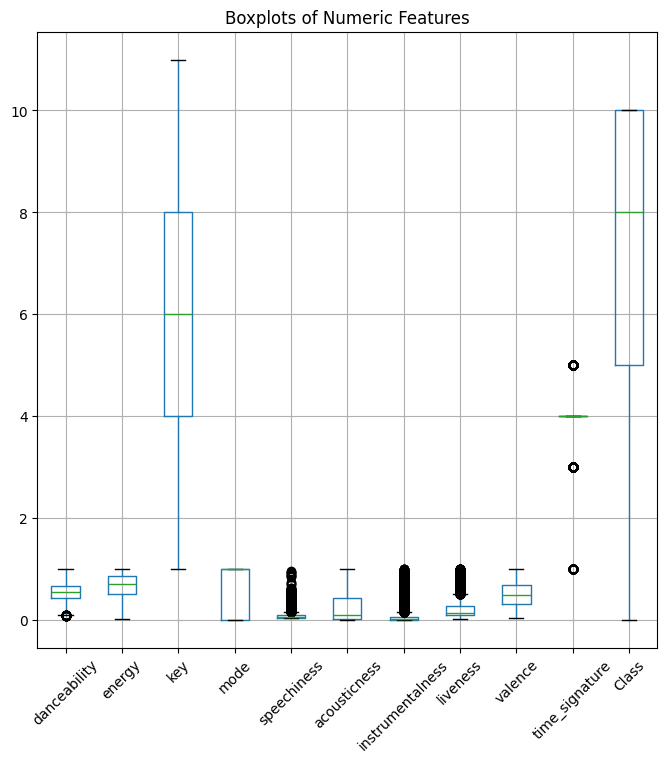 Boxplots of Numeric Features
10
8
6
4
2
0
danceability
energy
key
mode
speechiness
acousticness
instrumentalness
liveness
valence
time_signature
Class